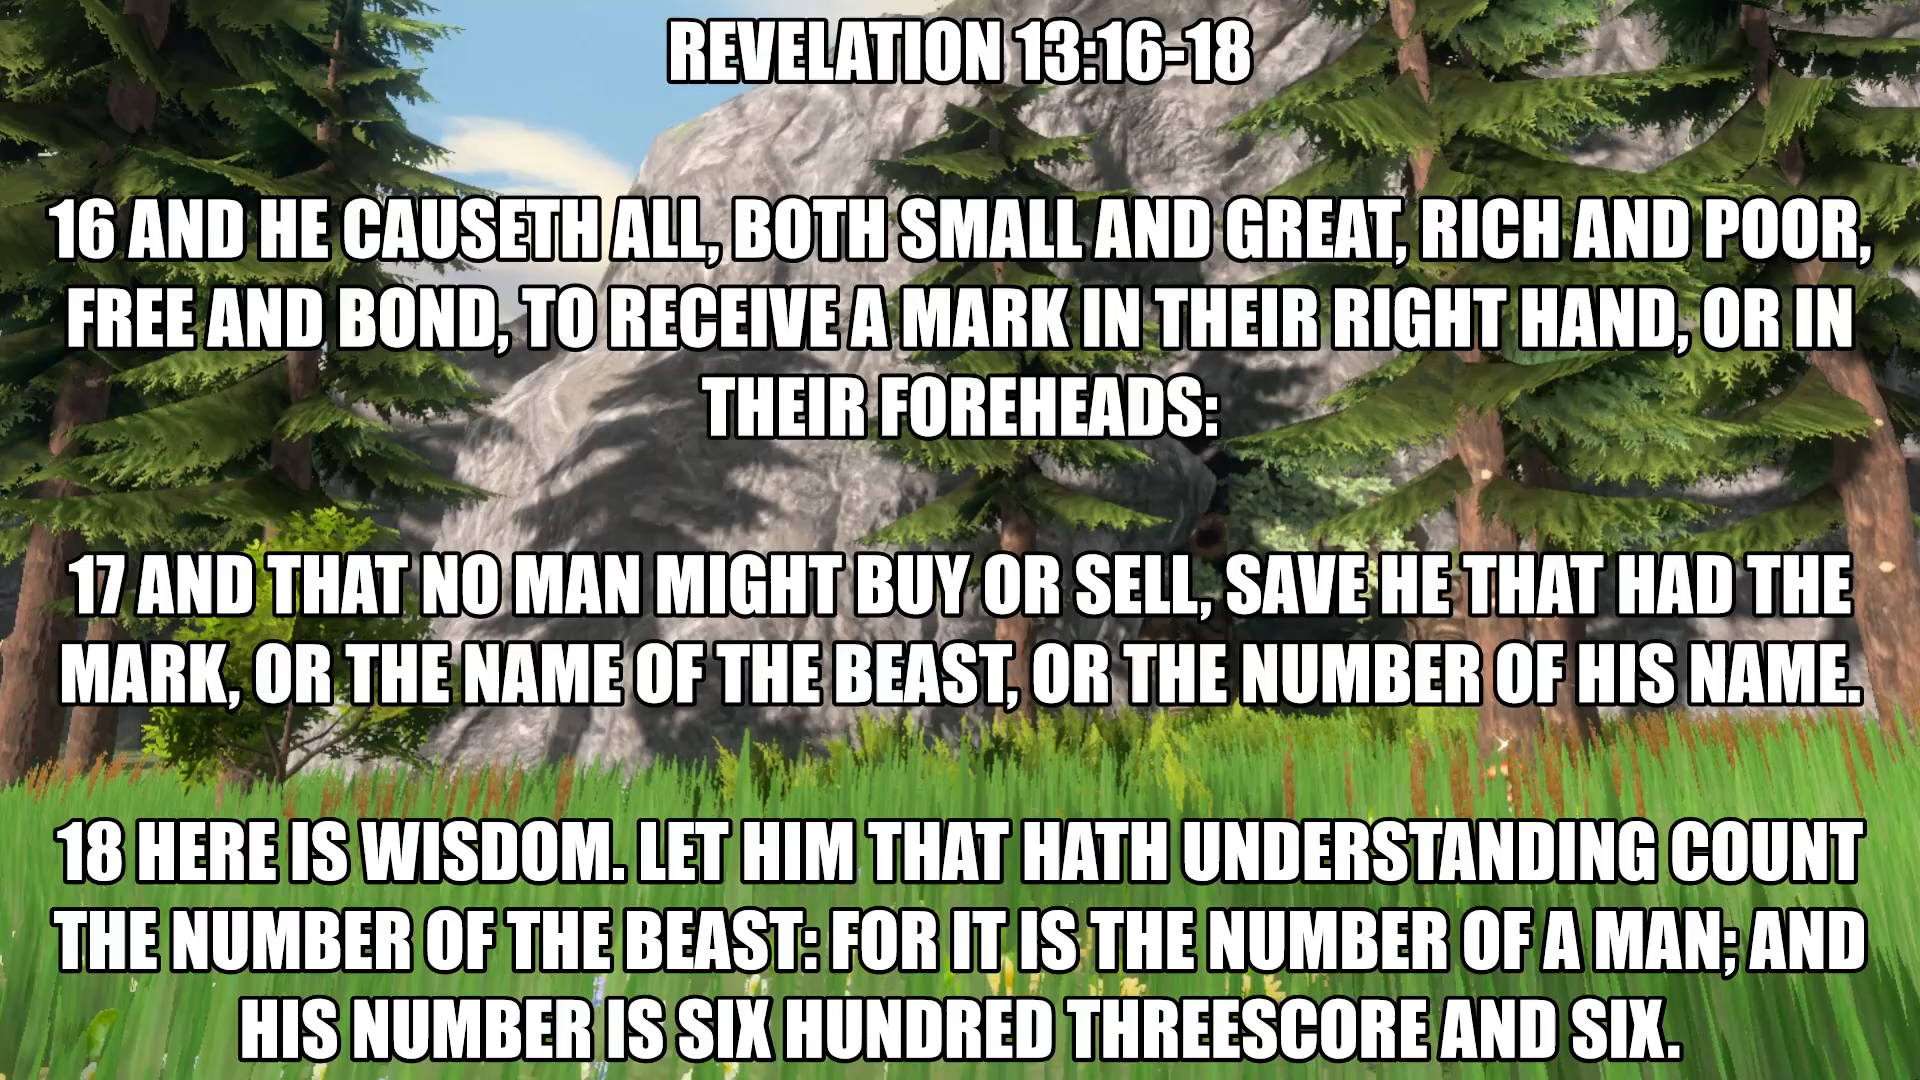 REVELATION 13:16-18
16 AND HE CAUSETH ALL, BOTH SMALL AND GREAT, RICH AND POOR,
FREE AND BOND, TO RECEIVE A MARK IN THEIR RIGHT HAND, OR IN
THEIR FOREHEADS:
17 AND THAT NO MAN MIGHT BUY OR SELL, SAVE HE THAT HAD THE
MARK, OR THE NAME OF THE BEAST, OR THE NUMBER OF HIS NAME.
18 HERE IS WISDOM. LET HIM THAT HATH UNDERSTANDING COUNT
THE NUMBER OF THE BEAST: FOR IT IS THE NUMBER OF A MAN; AND
HIS NUMBER IS SIX HUNDRED THREESCORE AND SIX.